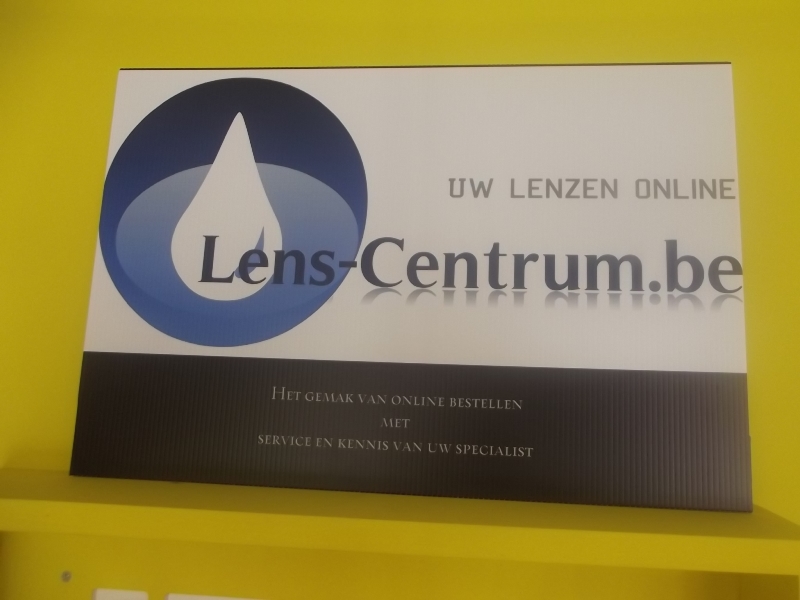 UW LENZEN ONLINE
Lens-Centrum.be
HET GEMAK VAN ONLINE BESTELLEN
MET
SERVICE EN KENNIS VAN UW SPECIALIST